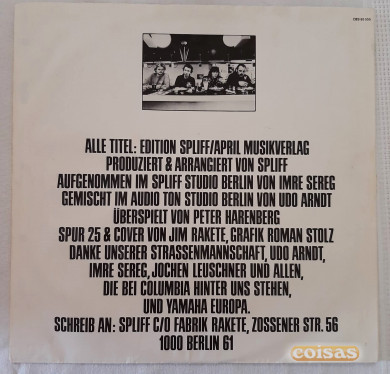 ALLE TITEL: EDITION SPLIFF/APRIL MUSIKVERLAG
PRODUZIERT & ARRANGIERT VON SPLIFF
AUFGENOMMEN IM SPLIFF STUDIO BERLIN VON IMRE SEREG
GEMISCHT IM AUDIO TON STUDIO BERLIN VON UDO ARNDT
ÜBERSPIELT VON PETER HARENBERG
SPUR 25 & COVER VON JIM RAKETE, GRAFIK ROMAN STOLZ
DANKE UNSERER STRASSENMANNSCHAFT, UDO ARNDT,
IMRE SEREG, JOCHEN LEUSCHNER UND ALLEN,
DIE BEI COLUMBIA HINTER UNS STEHEN,
UND YAMAHA EUROPA.
SCHREIB AN: SPLIFF C/O FABRIK RAKETE, ZOSSENER STR. 56
1000 BERLIN 61
coisas